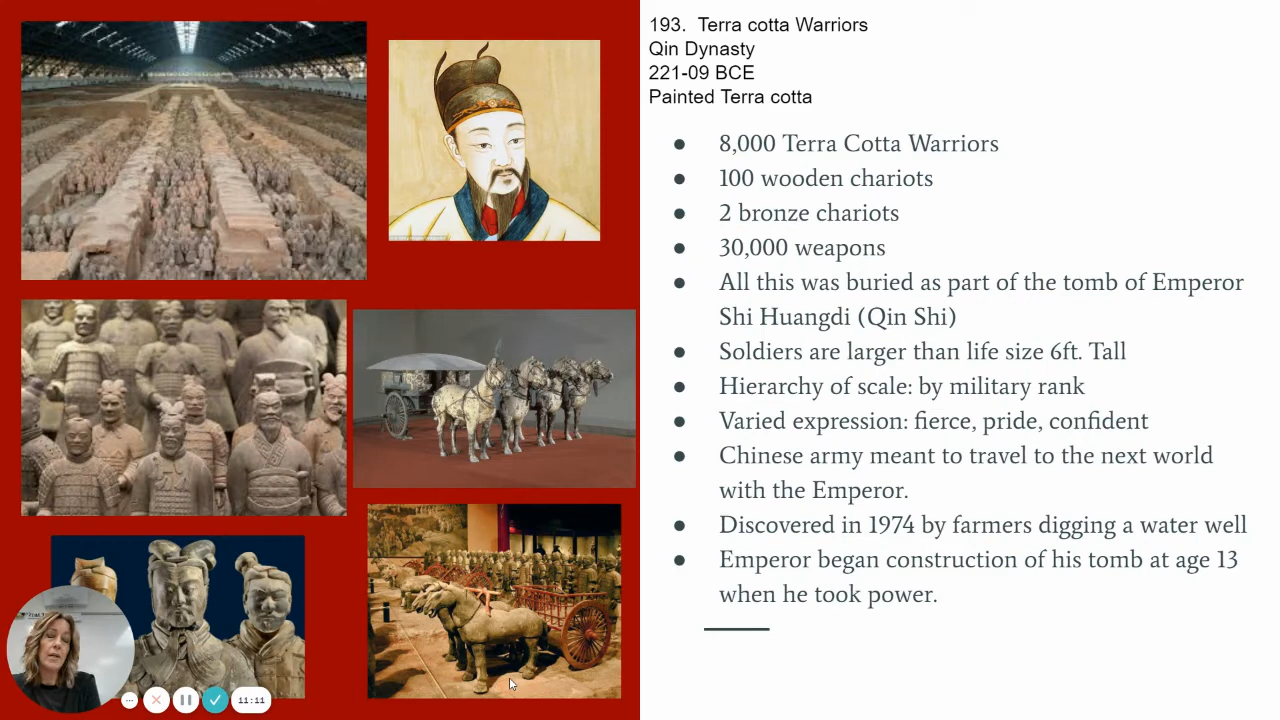 193.  Terra cotta Warriors
Qin Dynasty
221-09 BCE
Painted Terra cotta
● 8,000 Terra Cotta Warriors
● 100 wooden chariots
● 2 bronze chariots
● 30,000 weapons
● All this was buried as part of the tomb of Emperor
Shi Huangdi (Qin Shi)
● Soldiers are larger than life size 6ft. Tall
● Hierarchy of scale: by military rank
● Varied expression: fierce, pride, confident
● Chinese army meant to travel to the next world
with the Emperor.
● Discovered in 1974 by farmers digging a water well
● Emperor began construction of his tomb at age 13
when he took power.
11:11